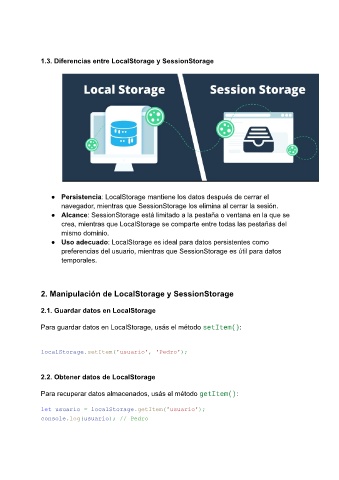 1.3. Diferencias entre LocalStorage y SessionStorage
Local Storage
Session Storage
● Persistencia: LocalStorage mantiene los datos después de cerrar el
navegador, mientras que SessionStorage los elimina al cerrar la sesión.
● Alcance: SessionStorage está limitado a la pestaña o ventana en la que se
crea, mientras que LocalStorage se comparte entre todas las pestañas del
mismo dominio.
● Uso adecuado: LocalStorage es ideal para datos persistentes como
preferencias del usuario, mientras que SessionStorage es útil para datos
temporales.
2. Manipulación de LocalStorage y SessionStorage
2.1. Guardar datos en LocalStorage
Para guardar datos en LocalStorage, usás el método setItem():
localStorage.setItem('usuario', 'Pedro');
2.2. Obtener datos de LocalStorage
Para recuperar datos almacenados, usás el método getItem():
let usuario = localStorage.getItem('usuario');
console.log(usuario); // Pedro